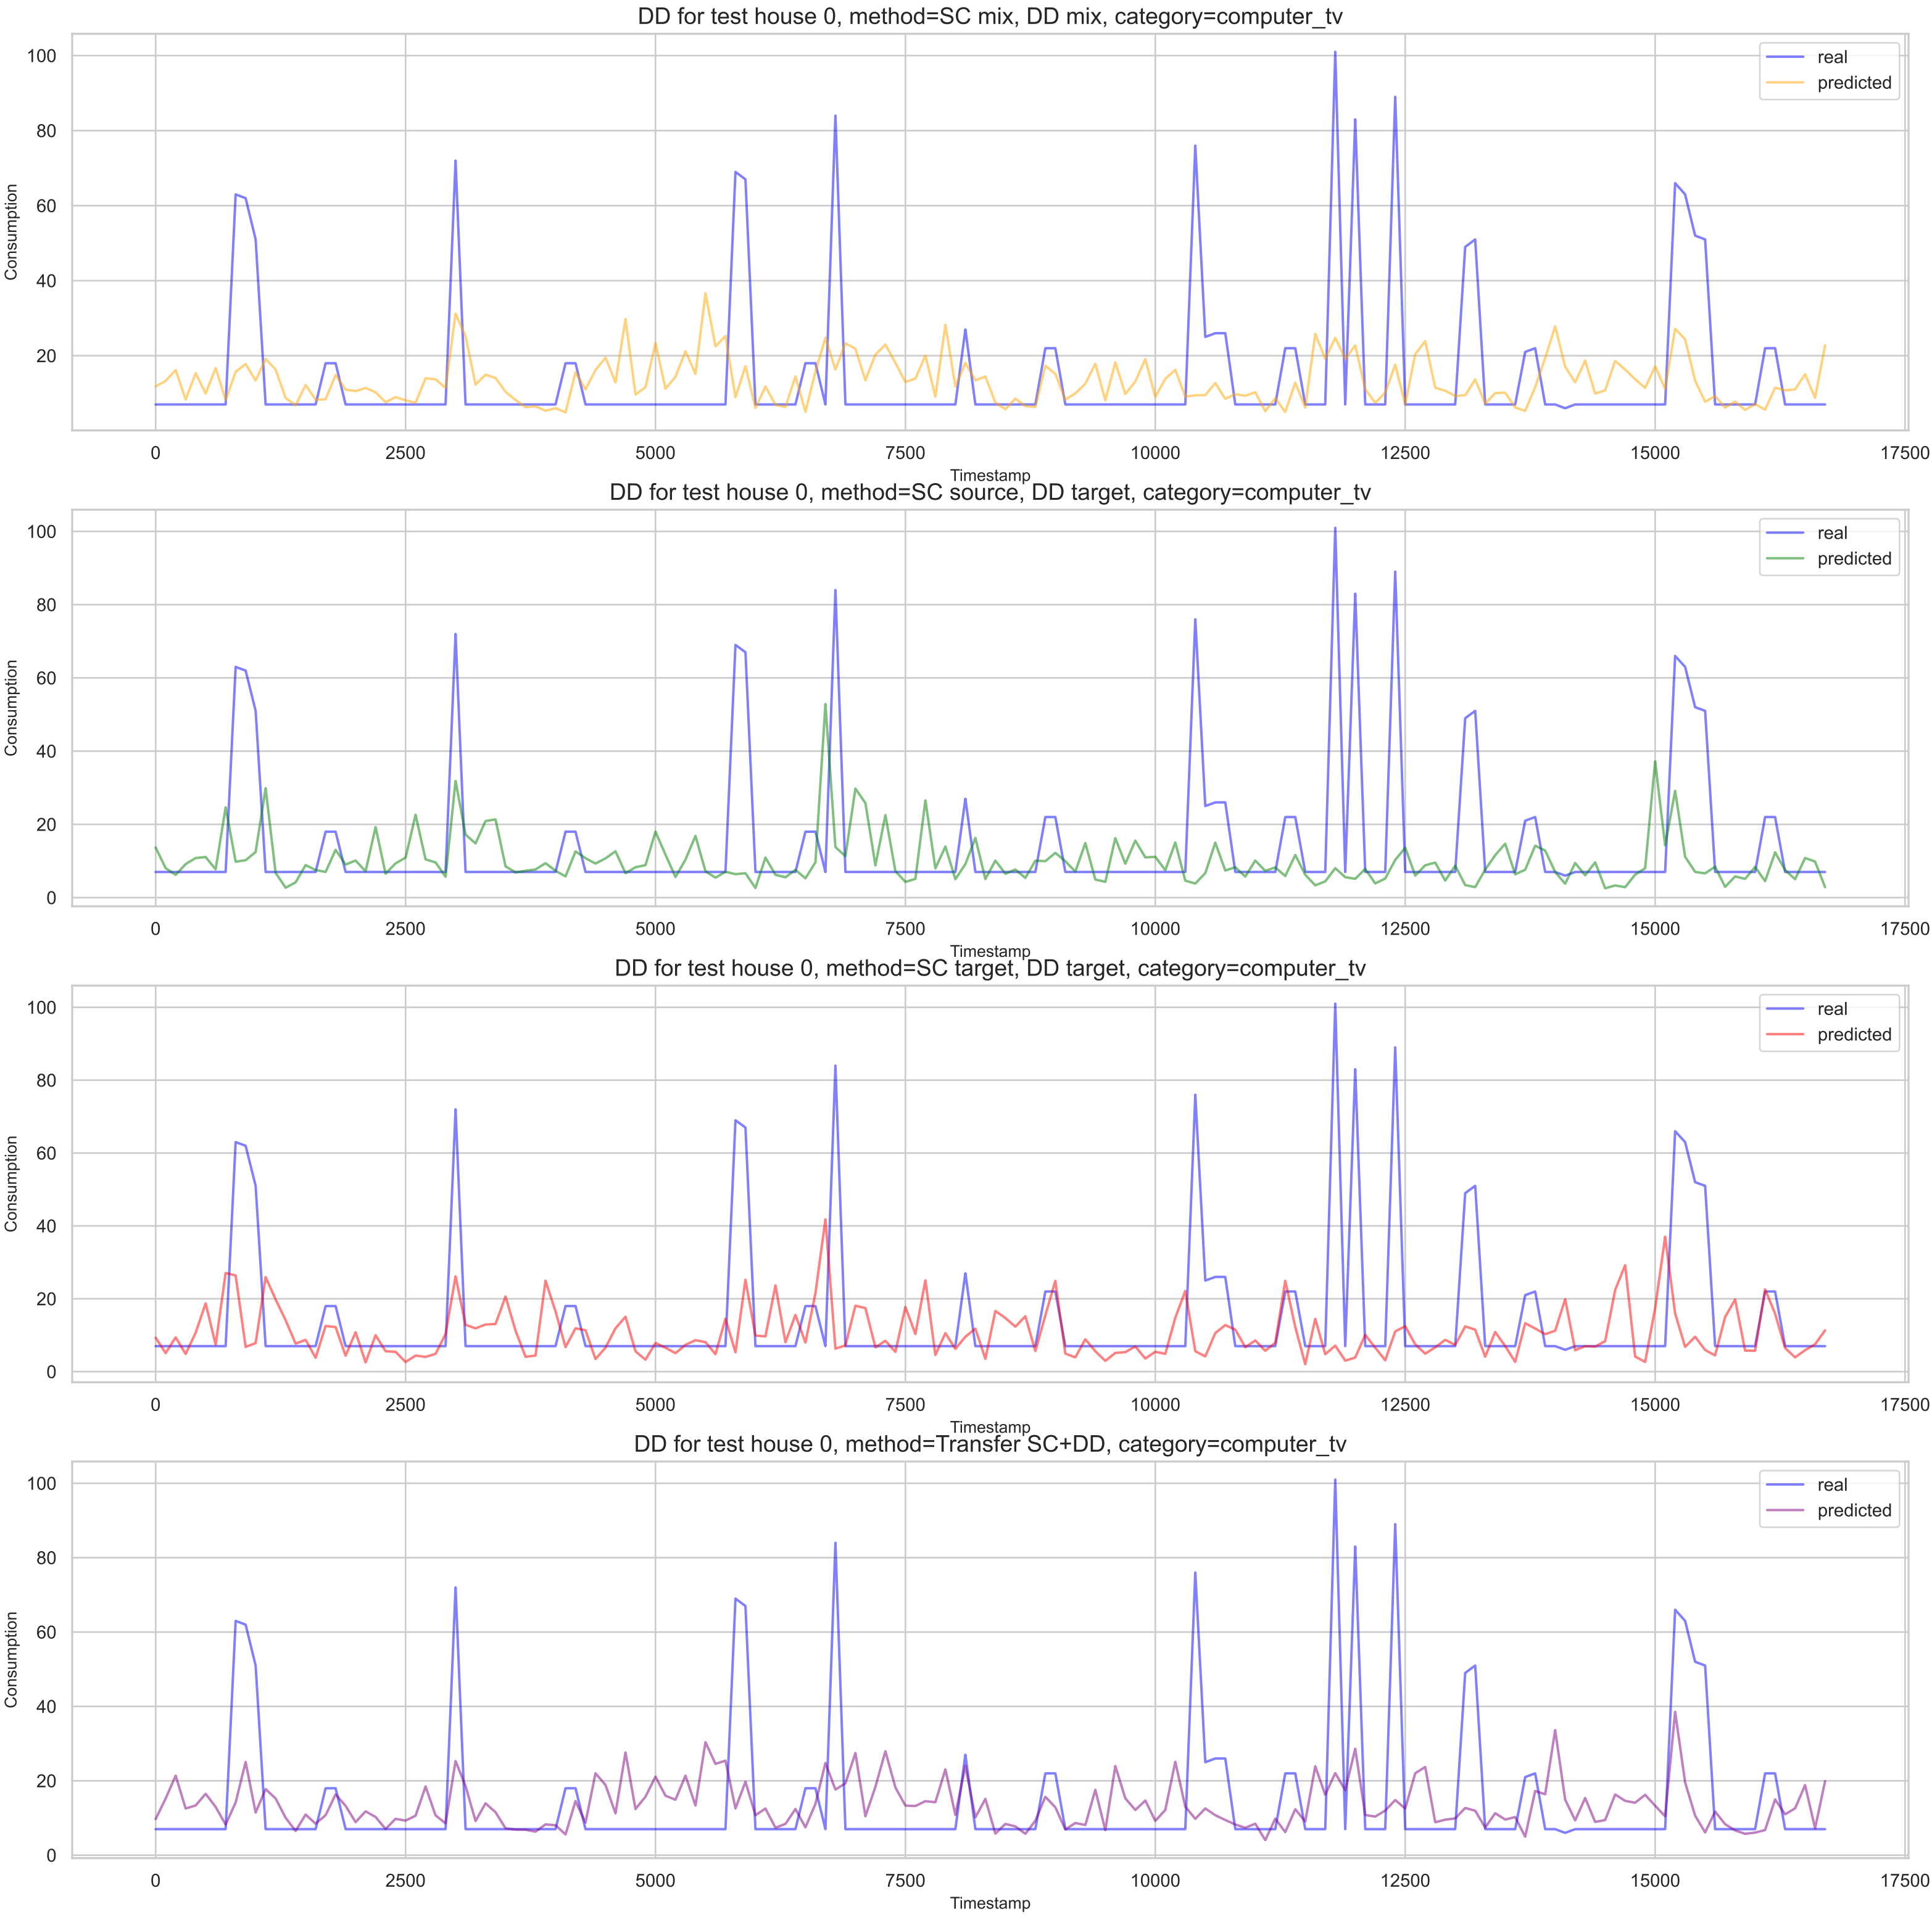 DD for test house 0, method=SC mix, DD mix, category=computer_tv
100
80
60
40
20
Consumption
real
predicted
0 2500 5000 7500 10000 12500 15000 17500
Timestamp
DD for test house 0, method=SC source, DD target, category=computer_tv
100
80
60
40
20
0
Consumption
real
predicted
0 2500 5000 7500 10000 12500 15000 17500
Timestamp
DD for test house 0, method=SC target, DD target, category=computer_tv
100
80
60
40
20
0
Consumption
real
predicted
0 2500 5000 7500 10000 12500 15000 17500
Timestamp
DD for test house 0, method=Transfer SC+DD, category=computer_tv
100
80
60
40
20
0
Consumption
real
predicted
0 2500 5000 7500 10000 12500 15000 17500
Timestamp